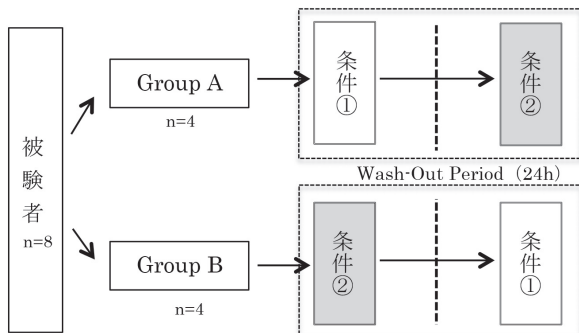 被験者
n=8
Group A
n=4
条件①
条件②
Wash-Out Period (24h)
Group B
n=4
条件②
条件①